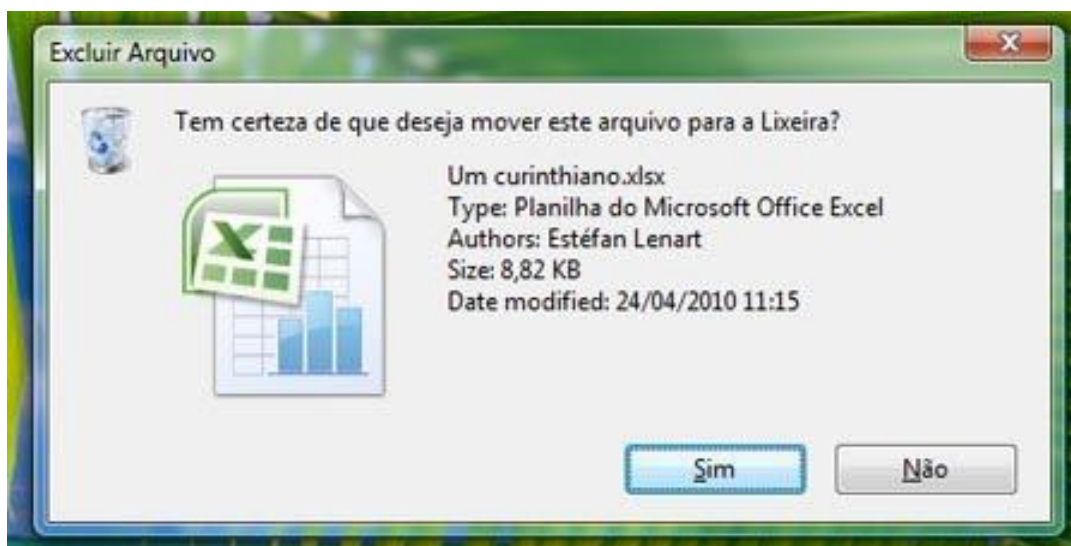 Excluir Arquivo
Tem certeza de que deseja mover este arquivo para a Lixeira?
Um curinthiano.xlsx
Type: Planilha do Microsoft Office Excel
Authors: Estéfan Lenart
Size: 8,82 KB
Date modified: 24/04/2010 11:15
Sim
Não